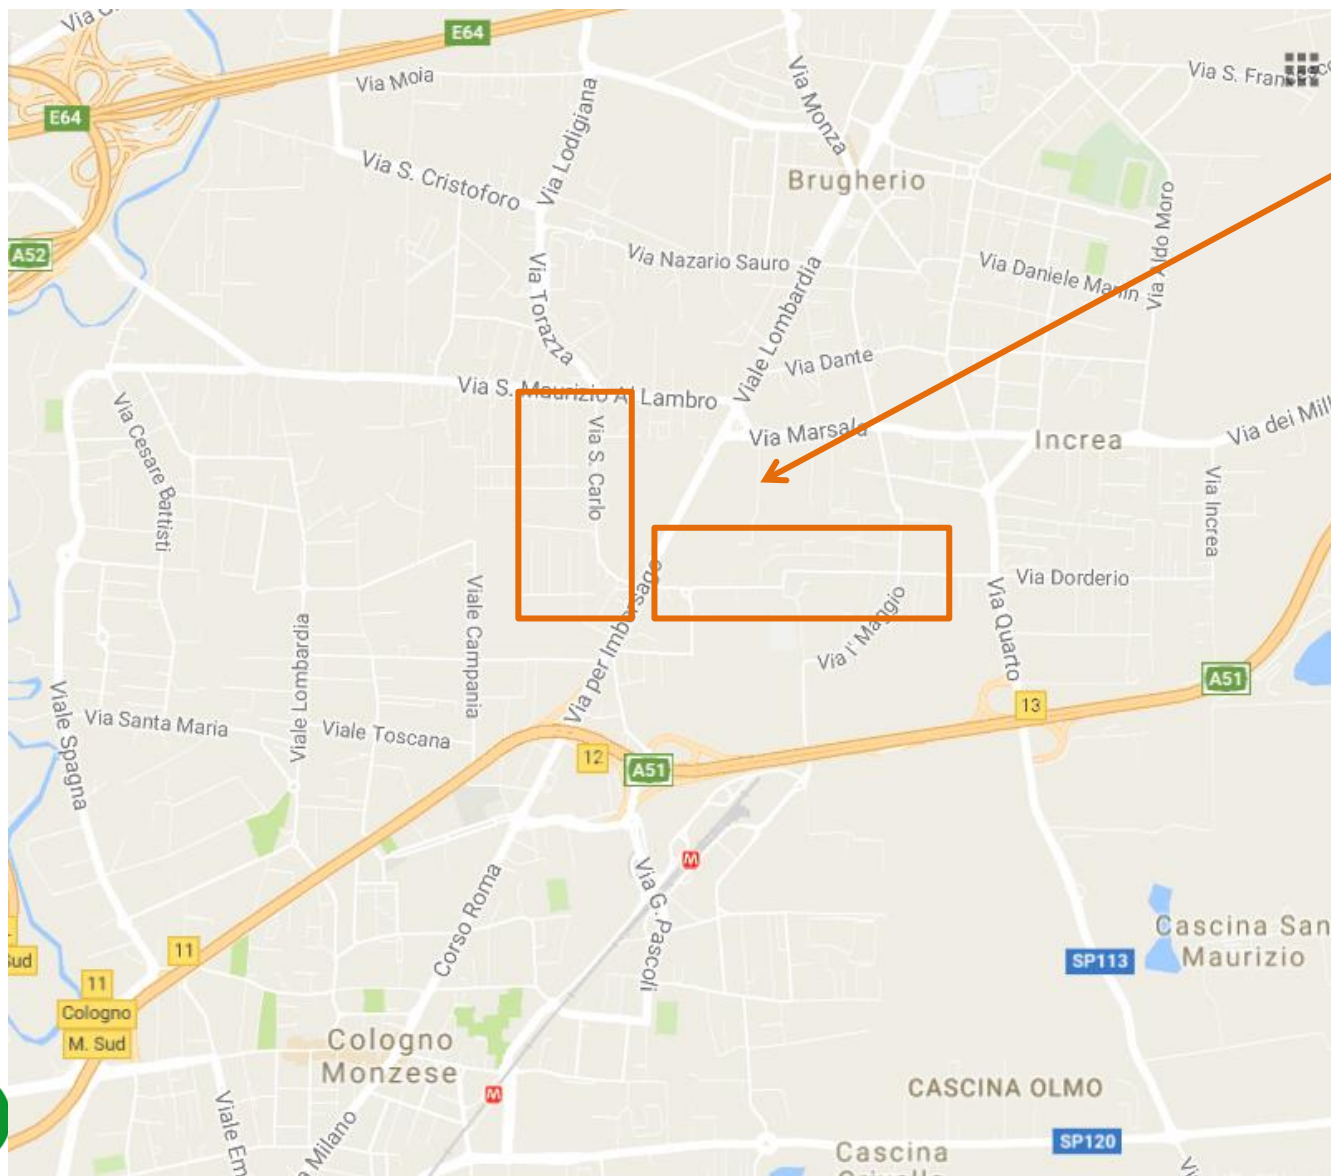 E64
Via Moia
Via Monza
E64
Via Lodigiana
Via S. Cristoforo
Brugherio
A52
Via Torazza
Via Nazario Sauro
Viale Lombardia
Via Daniele Manin
Via Aldo Moro
Via Dante
Via S. Maurizio Al Lambro
Via Marsala
Increa
Via dei Mill
Via Cesare Battisti
Via S. Carlo
Via Increa
Viale Campania
Via per Imbersago
Via I° Maggio
Via Dorderio
Via Quarto
Viale Lombardia
Viale Spagna
Via Santa Maria
Viale Toscana
A51
13
12
A51
M
Via G. Pascoli
Corso Roma
11
Sud
11
Cologno
M. Sud
Cascina San
Maurizio
SP113
Cologno
Monzese
M
CASCINA OLMO
Viale Em
Milano
SP120
Cascina